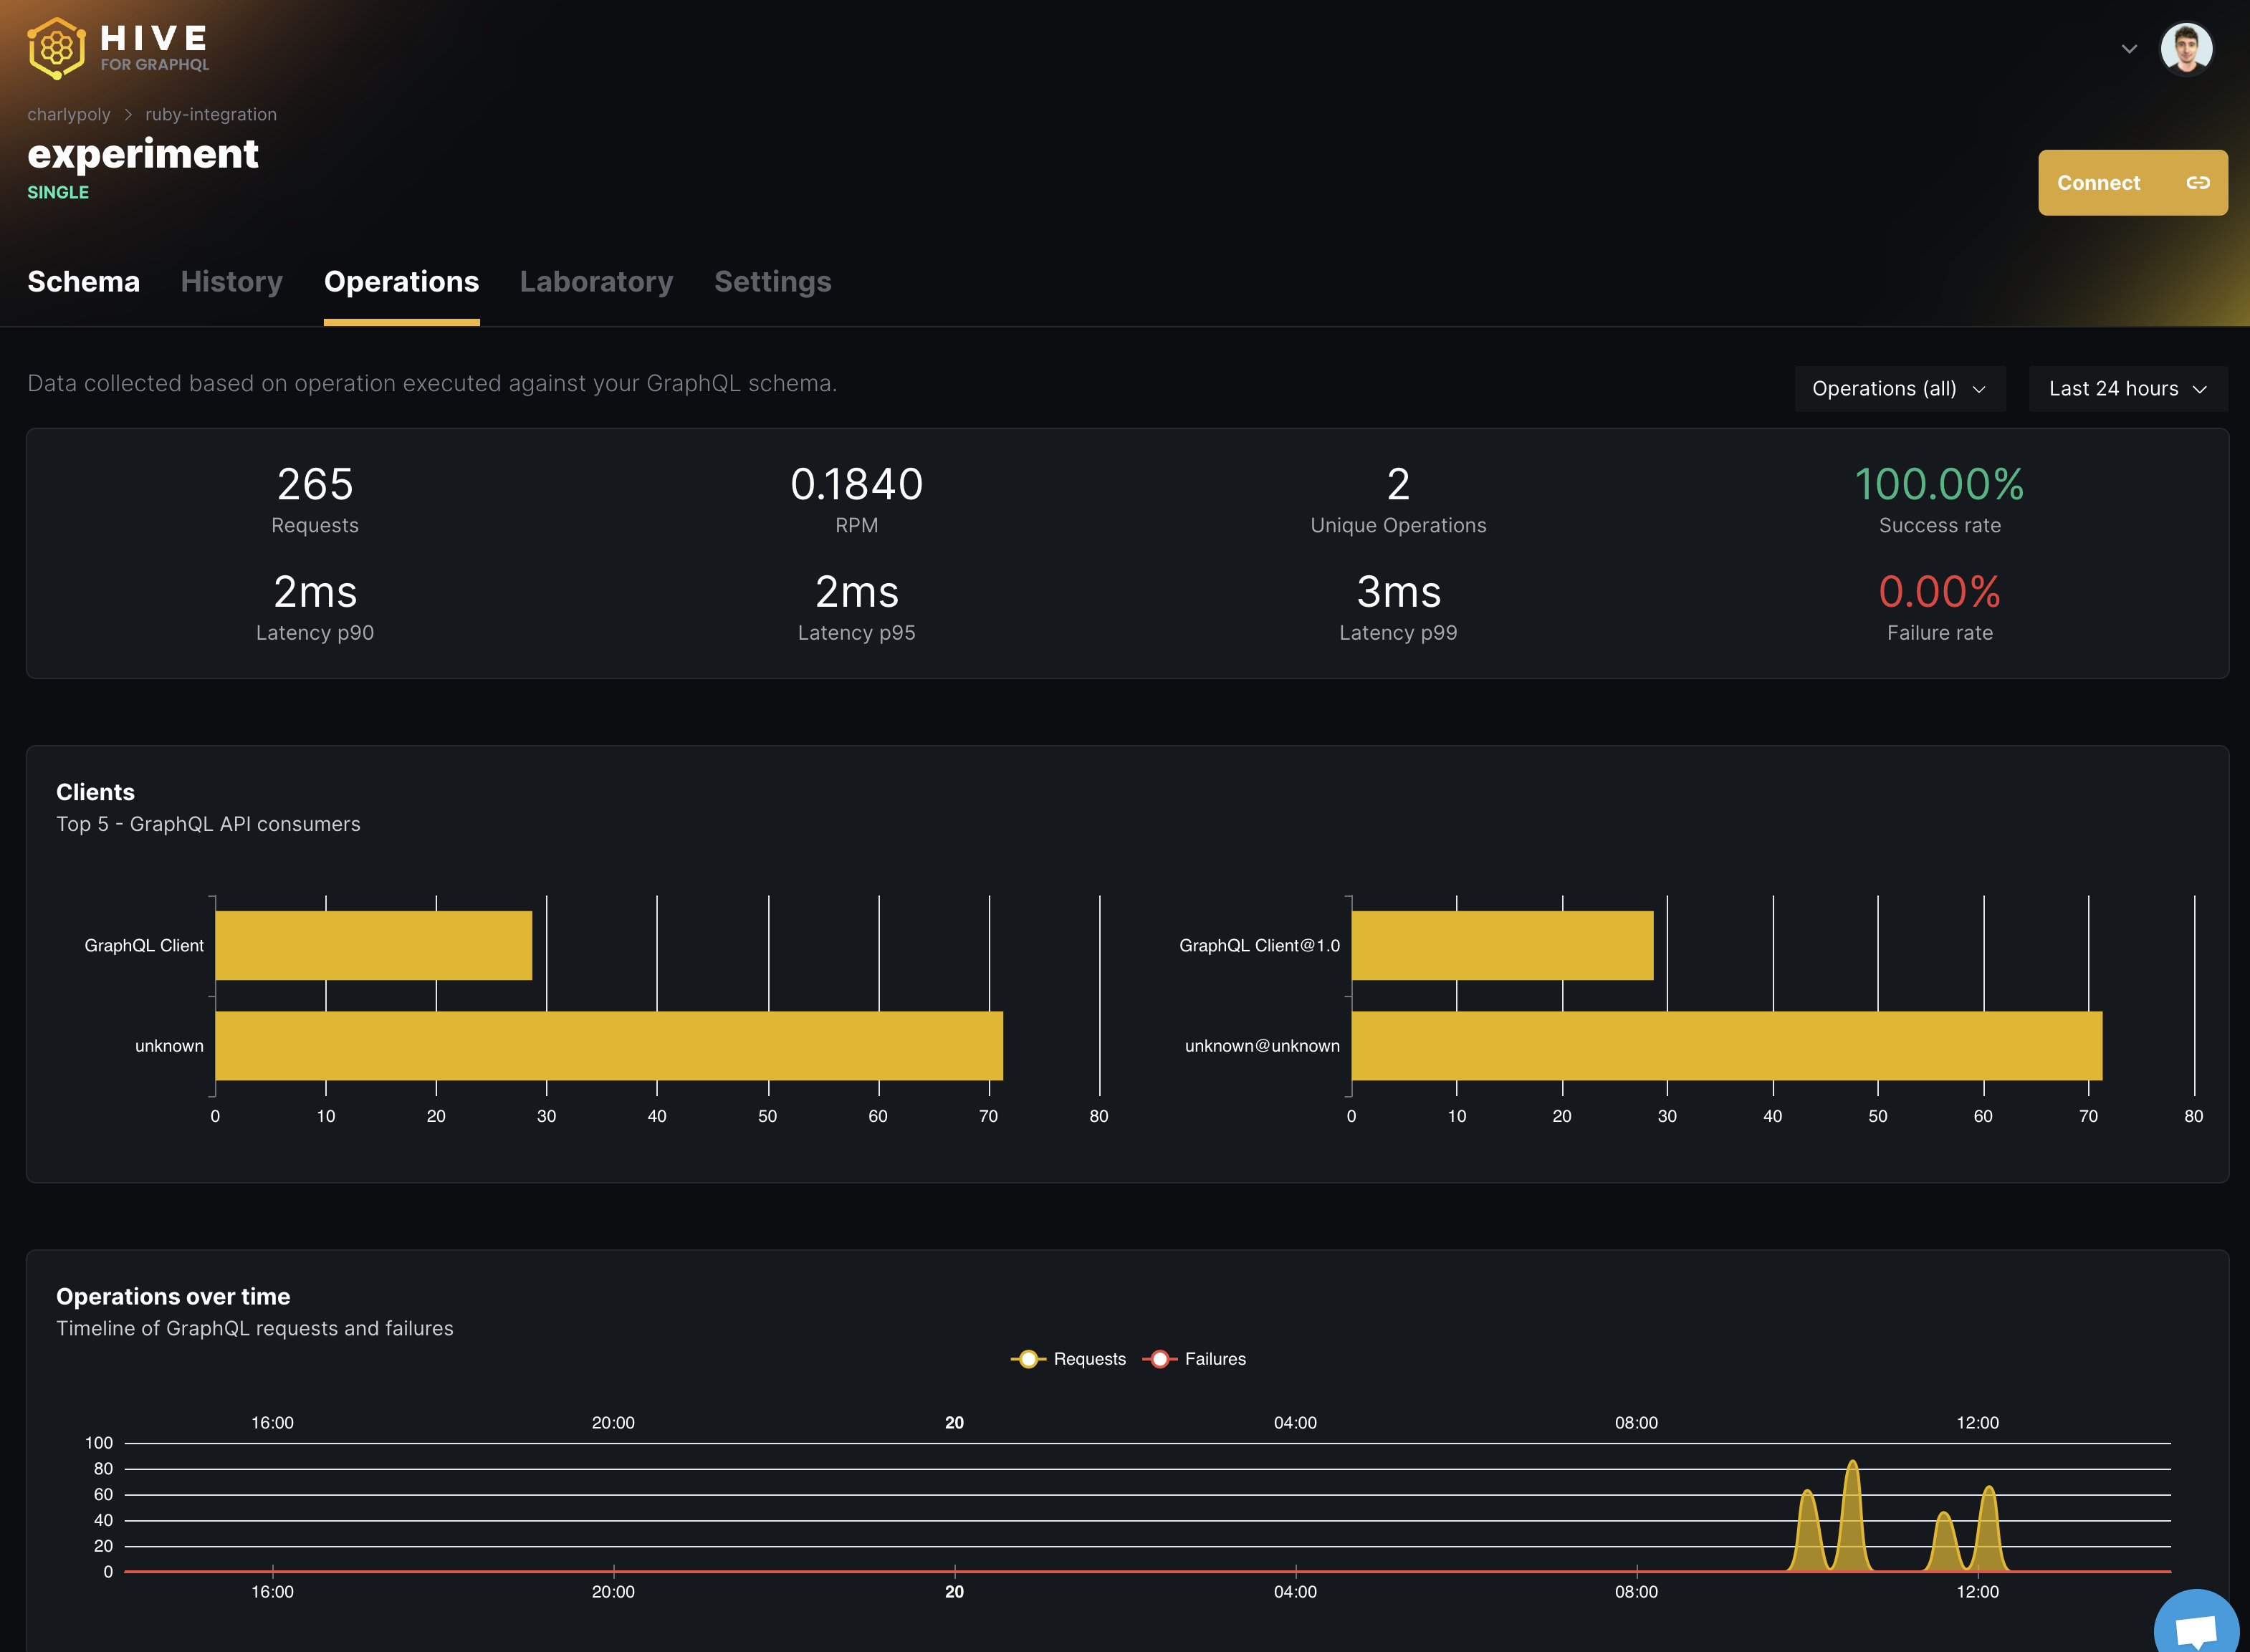 HIVE
FOR GRAPHQL
charlypoly > ruby-integration
experiment
SINGLE
Connect
Schema History Operations Laboratory Settings
Data collected based on operation executed against your GraphQL schema.
Operations (all) Last 24 hours
265 0.1840 2 100.00%
Requests RPM Unique Operations Success rate
2ms 2ms 3ms 0.00%
Latency p90 Latency p95 Latency p99 Failure rate
Clients
Top 5 - GraphQL API consumers
GraphQL Client
unknown
0 10 20 30 40 50 60 70 80
GraphQL Client@1.0
unknown@unknown
0 10 20 30 40 50 60 70 80
Operations over time
Timeline of GraphQL requests and failures
Requests Failures
16:00 20:00 20 04:00 08:00 12:00
100
80
60
40
20
0
16:00 20:00 20 04:00 08:00 12:00